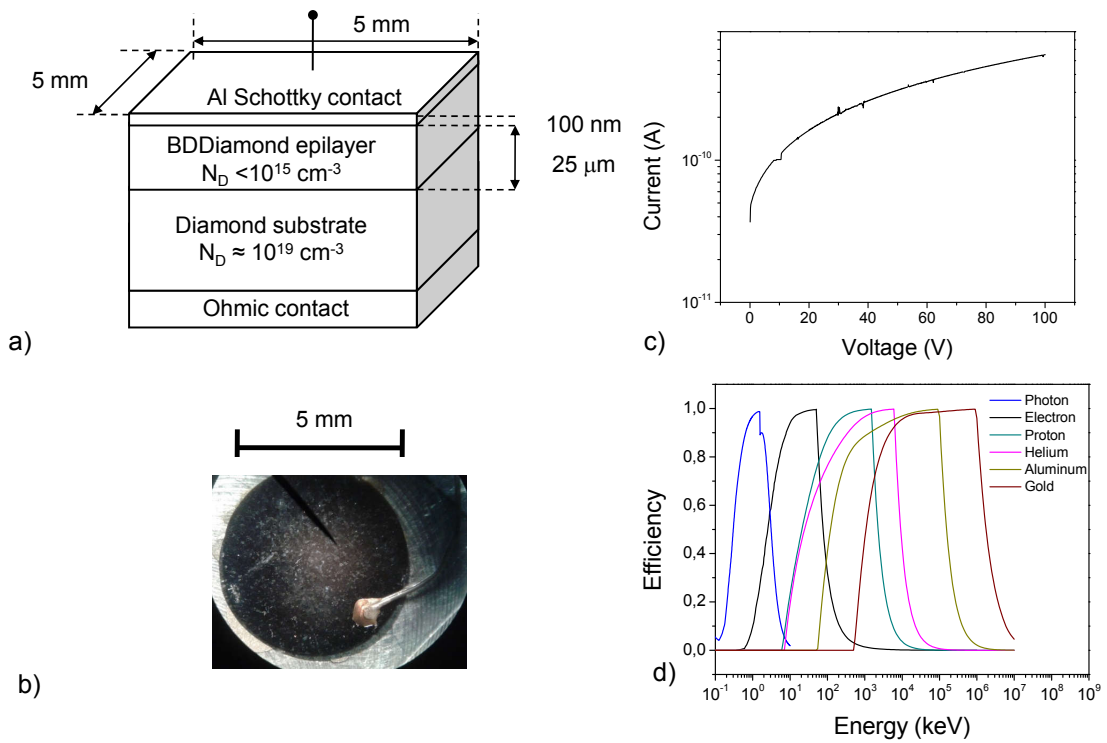 5 mm
5 mm
Al Schottky contact
100 nm
BDDiamond epilayer
N_D <10^15 cm^-3
25 μm
Diamond substrate
N_D ≈ 10^19 cm^-3
Ohmic contact
a)
10^-10
10^-11
Current (A)
0 20 40 60 80 100
Voltage (V)
c)
5 mm
b)
1,0
0,8
0,6
0,4
0,2
0,0
Efficiency
Photon
Electron
Proton
Helium
Aluminum
Gold
10^-1 10^0 10^1 10^2 10^3 10^4 10^5 10^6 10^7 10^8 10^9
Energy (keV)
d)